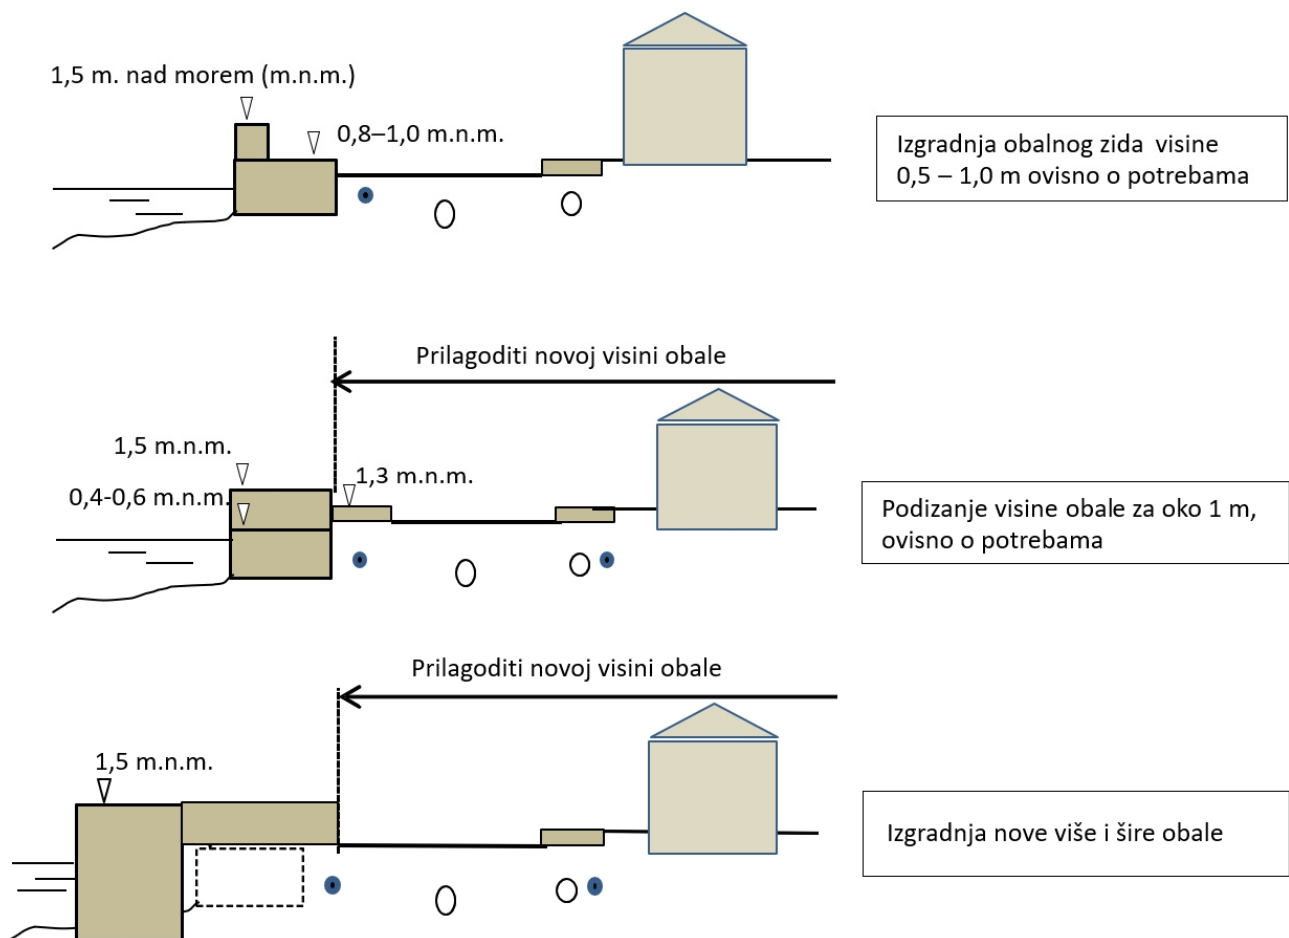 1,5 m. nad morem (m.n.m.)
0,8–1,0 m.n.m.
Izgradnja obalnog zida visine
0,5 – 1,0 m ovisno o potrebama
Prilagoditi novoj visini obale
1,5 m.n.m.
1,3 m.n.m.
0,4-0,6 m.n.m.
Podizanje visine obale za oko 1 m,
ovisno o potrebama
Prilagoditi novoj visini obale
1,5 m.n.m.
Izgradnja nove više i šire obale